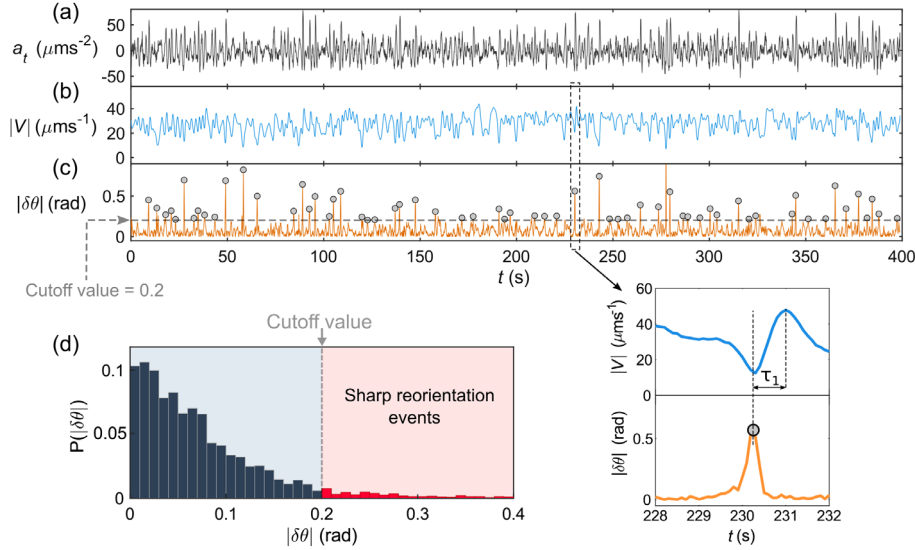 (a)
a_t (μms⁻²)
50
0
-50
(b)
|V| (μms⁻¹)
40
20
0
(c)
|δθ| (rad)
0.5
0
0 50 100 150 200 250 300 350 400
t (s)
Cutoff value = 0.2
(d)
Cutoff value
Sharp reorientation
events
P(|δθ|)
0.1
0.05
0
0 0.1 0.2 0.3 0.4
|δθ| (rad)
|V| (μms⁻¹)
60
40
20
0
τ₁
|δθ| (rad)
0.5
0
228 229 230 231 232
t (s)